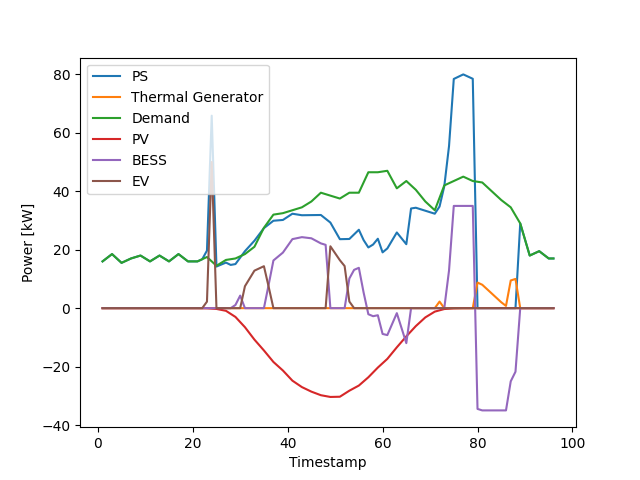 PS
Thermal Generator
Demand
PV
BESS
EV
Power [kW]
80
60
40
20
0
−20
−40
0 20 40 60 80 100
Timestamp